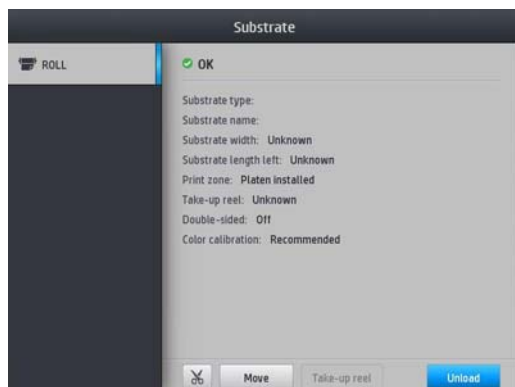 Substrate
ROLL
OK
Substrate type:
Substrate name:
Substrate width: Unknown
Substrate length left: Unknown
Print zone: Platen installed
Take-up reel: Unknown
Double-sided: Off
Color calibration: Recommended
Move
Take-up reel
Unload